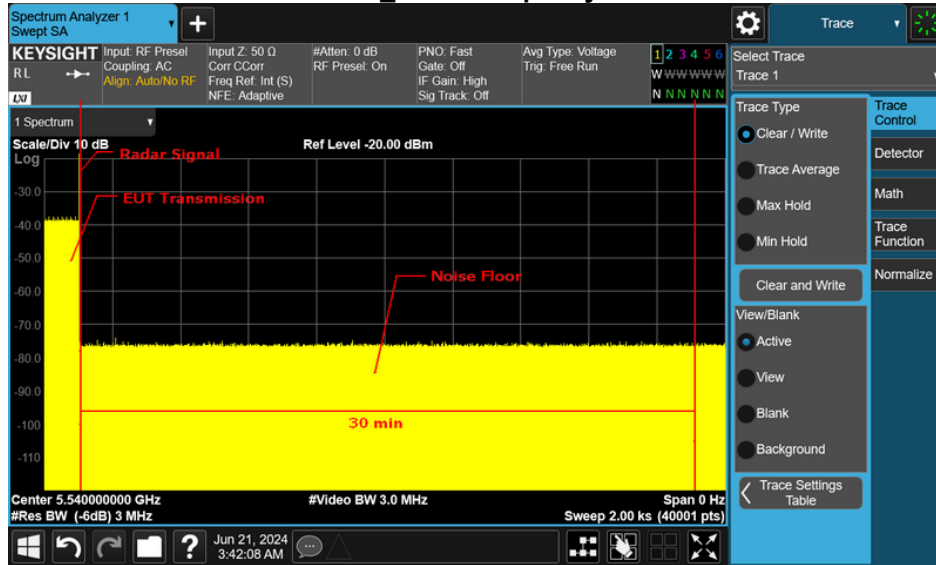 Spectrum Analyzer 1
Swept SA
Trace
KEYSIGHT
RL
LXI
Input: RF Presel
Coupling: AC
Align: Auto/No RF
Input Z: 50 Ω
Corr CCorr
Freq Ref: Int (S)
NFE: Adaptive
#Atten: 0 dB
RF Presel: On
PNO: Fast
Gate: Off
IF Gain: High
Sig Track: Off
Avg Type: Voltage
Trig: Free Run
1 2 3 4 5 6
W W W W W W
N N N N N N
Select Trace
Trace 1
1 Spectrum
Scale/Div 10 dB
Ref Level -20.00 dBm
Log
Radar Signal
-30.0
EUT Transmission
-40.0
-50.0
Noise Floor
-60.0
-70.0
-80.0
-90.0
-100
30 min
-110
Center 5.540000000 GHz
#Video BW 3.0 MHz
Span 0 Hz
#Res BW (-6dB) 3 MHz
Sweep 2.00 ks (40001 pts)
Trace Type
Clear / Write
Trace Average
Max Hold
Min Hold
Clear and Write
View/Blank
Active
View
Blank
Background
Trace Settings
Table
Trace
Control
Detector
Math
Trace
Function
Normalize
?
Jun 21, 2024
3:42:08 AM